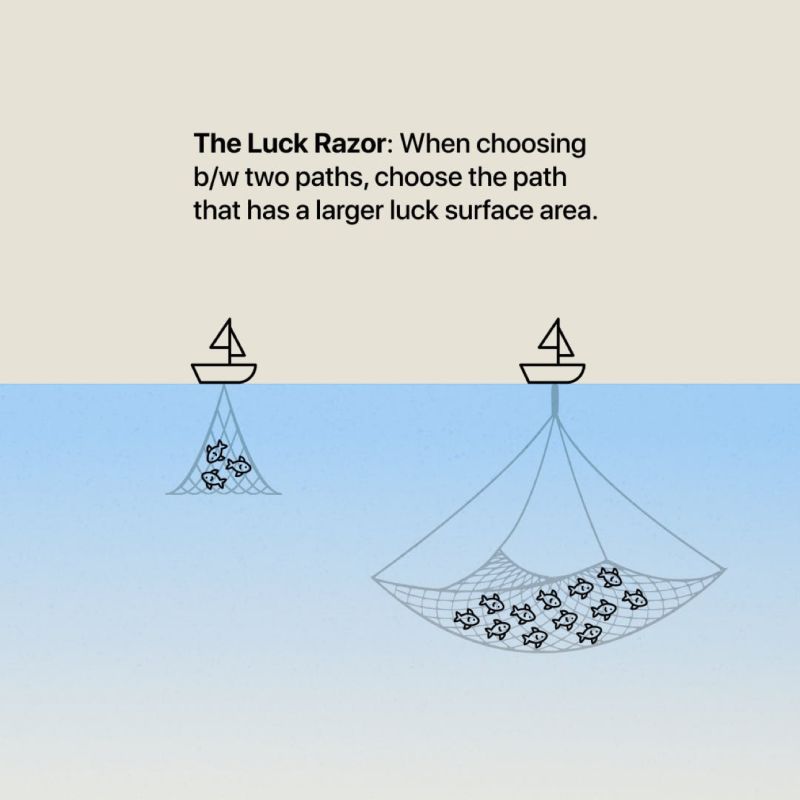 The Luck Razor: When choosing
b/w two paths, choose the path
that has a larger luck surface area.